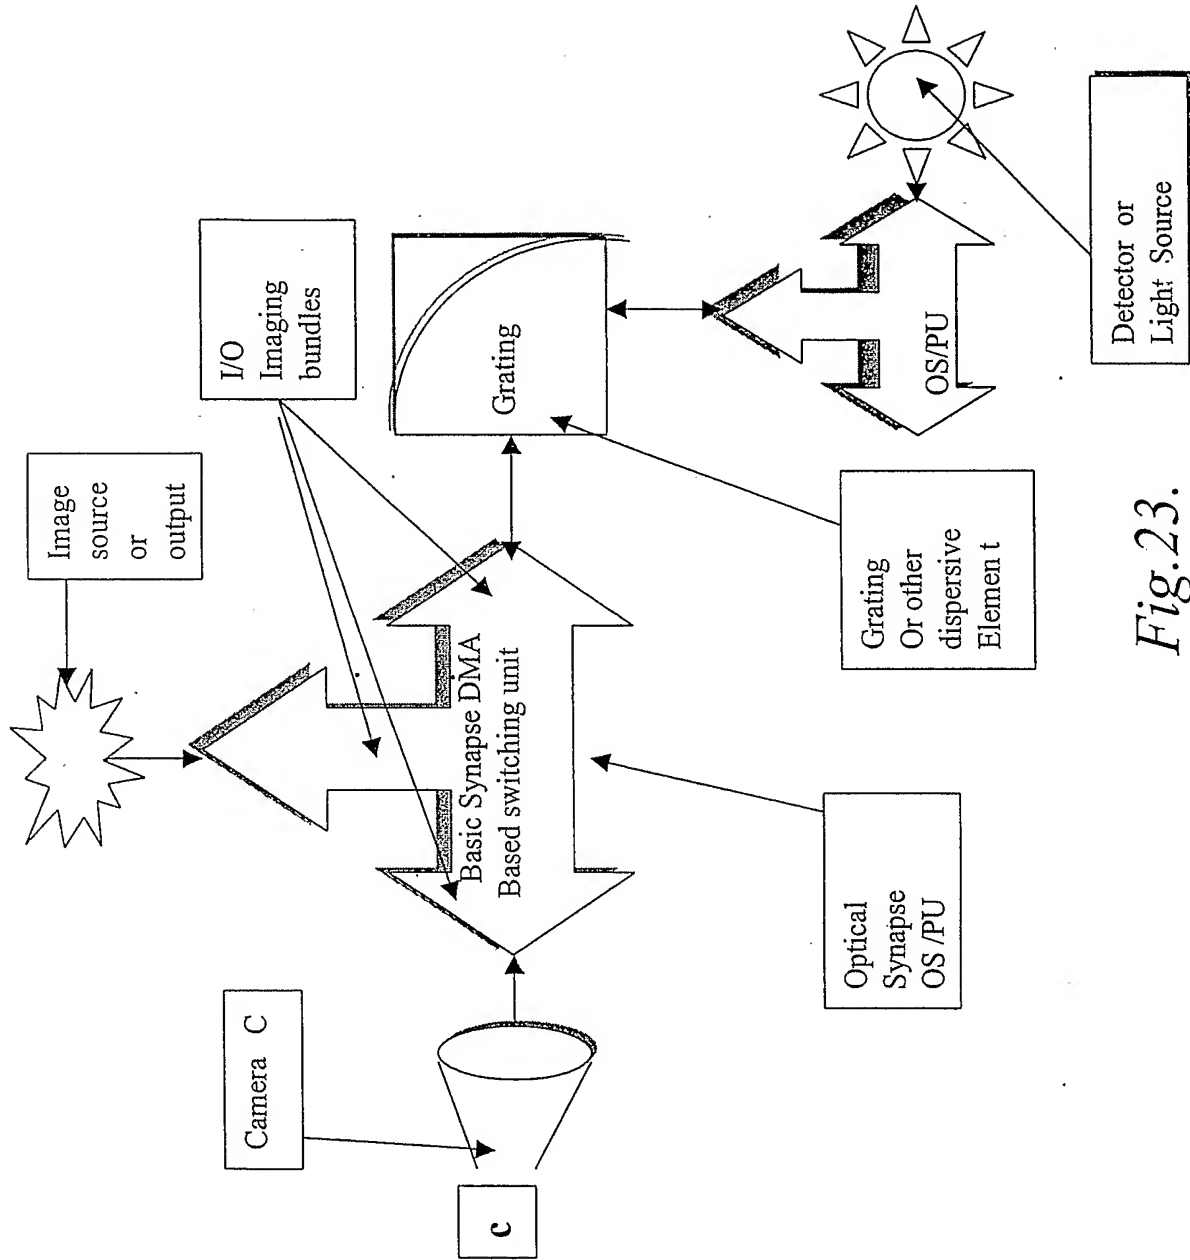 Image
source
or
output
I/O
Imaging
bundles
Camera C
c
Basic Synapse DMA
Based switching unit
Grating
OS/PU
Optical
Synapse
OS /PU
Grating
Or other
dispersive
Elemen t
Detector or
Light Source
Fig.23.